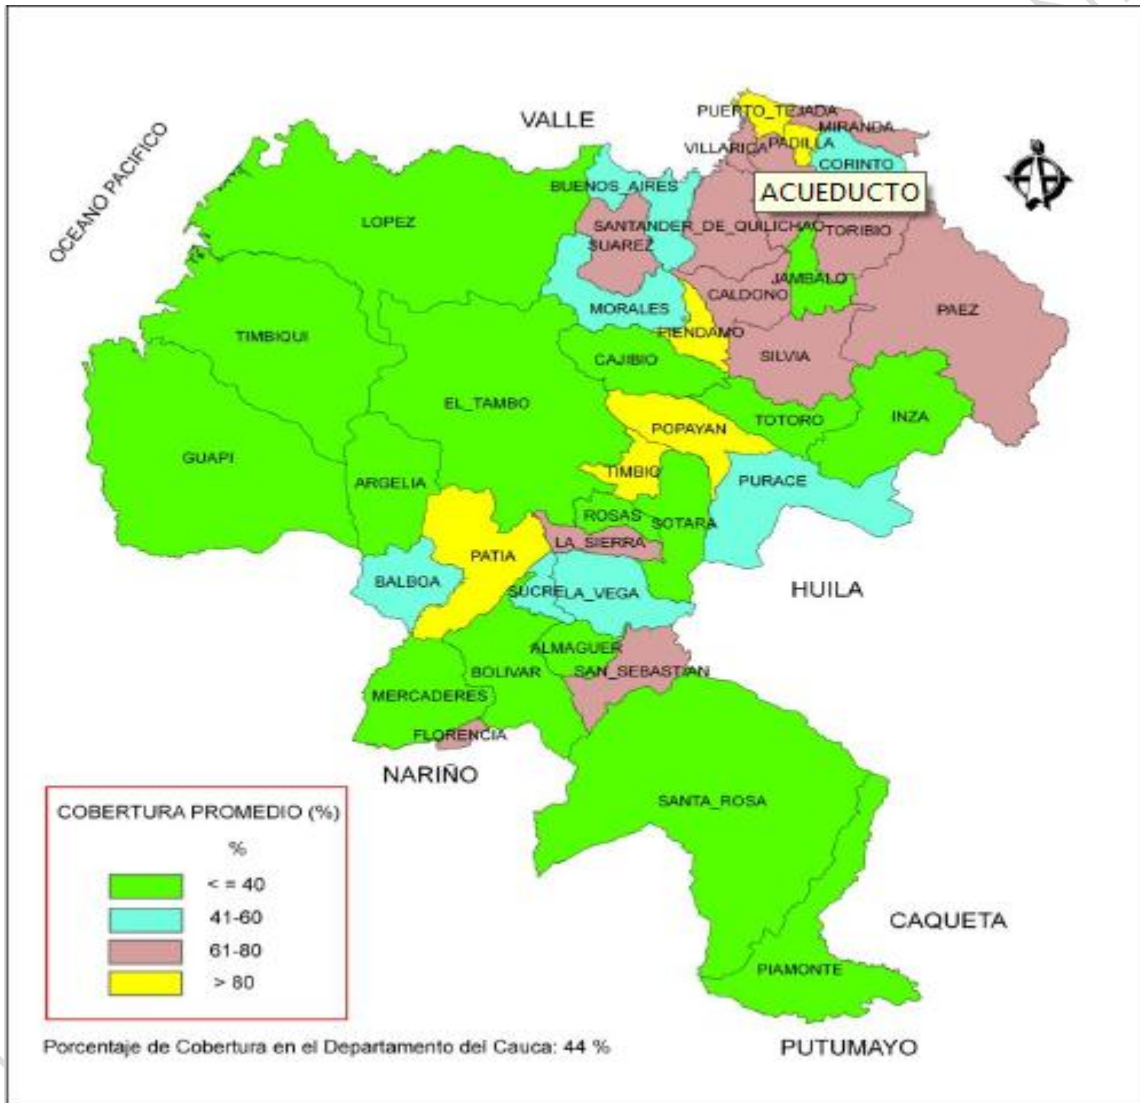 VALLE
OCEANO PACIFICO
PUERTO_TEJADA
MIRANDA
VILLARICA
PADILLA
CORINTO
ACUEDUCTO
BUENOS_AIRES
LOPEZ
SANTANDER_DE_QUILICHAO
TORIBIO
SUAREZ
JAMBALO
CALDONO
MORALES
PAEZ
TIMBIQUI
PIENDAMO
CAJIBIO
SILVIA
EL_TAMBO
INZA
TOTORO
POPAYAN
GUAPI
TIMBIO
PURACE
ARGELIA
ROSAS
SOTARA
LA_SIERRA
PATIA
BALBOA
SUCRE
LA_VEGA
HUILA
ALMAGUER
BOLIVAR
SAN_SEBASTIAN
MERCADERES
FLORENCIA
NARIÑO
SANTA_ROSA
CAQUETA
PIAMONTE
PUTUMAYO
COBERTURA PROMEDIO (%)
%
< = 40
41-60
61-80
> 80
Porcentaje de Cobertura en el Departamento del Cauca: 44 %